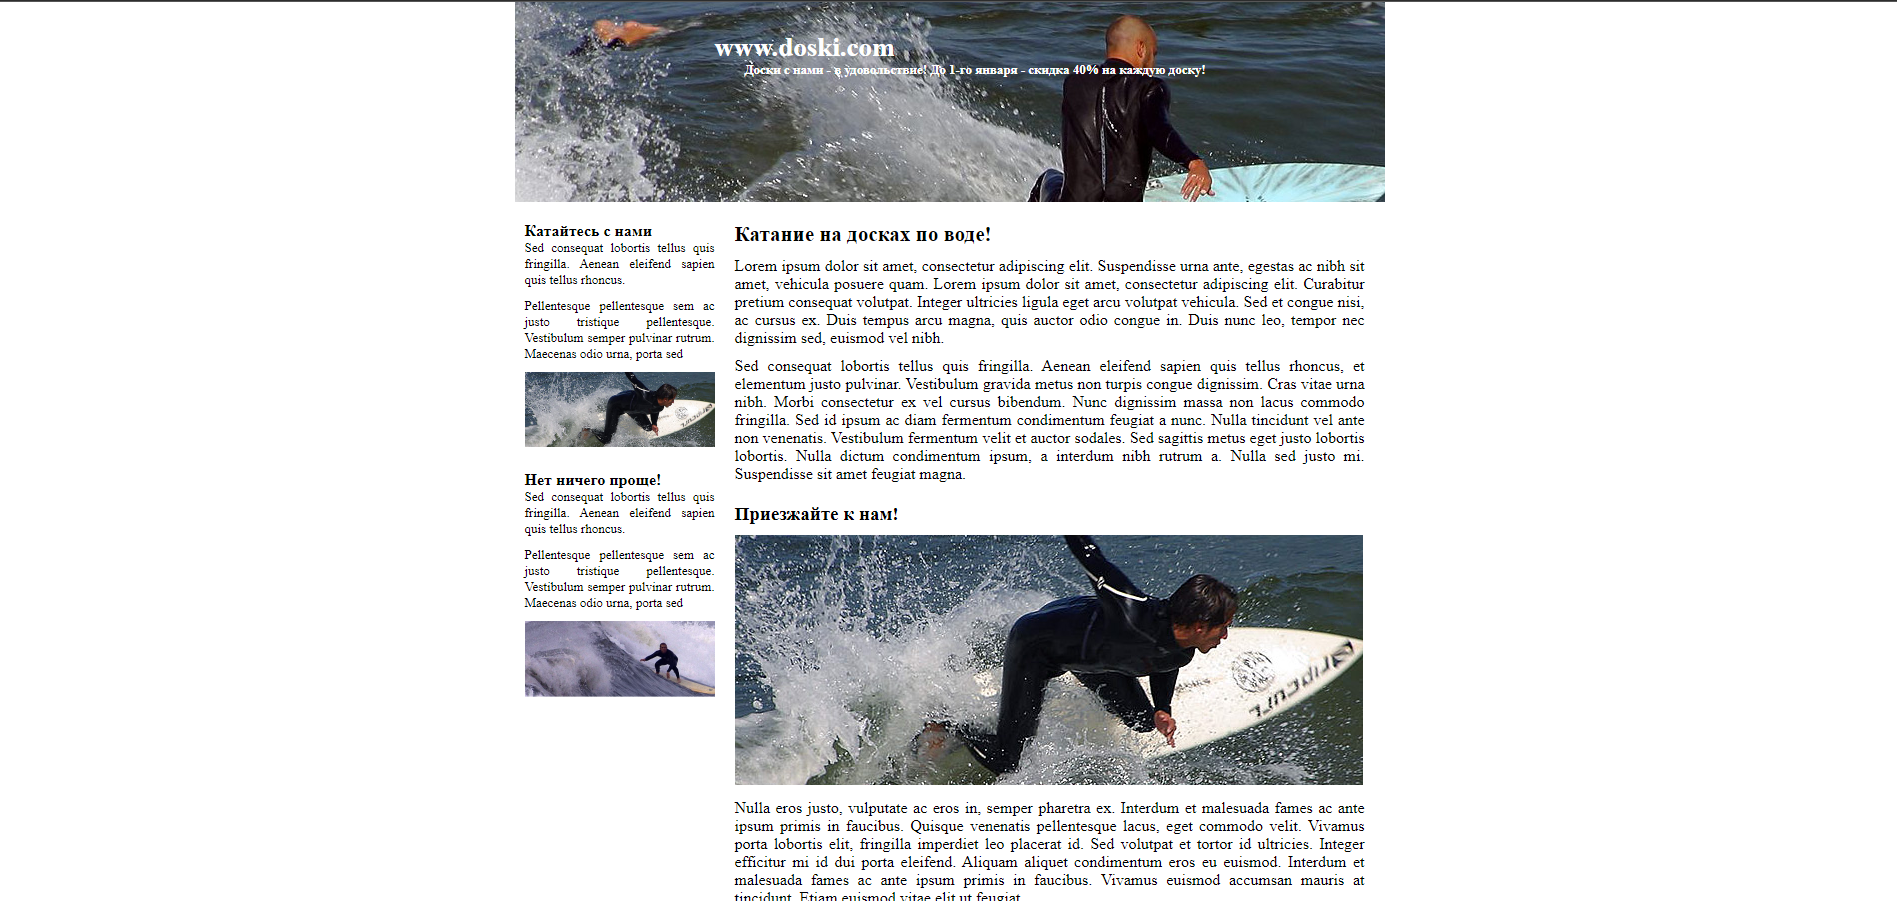 www.doski.com
Доски с нами - в удовольствие! До 1-го января - скидка 40% на каждую доску!
Катайтесь с нами
Sed consequat lobortis tellus quis
fringilla. Aenean eleifend sapien
quis tellus rhoncus.
Pellentesque pellentesque sem ac
justo tristique pellentesque.
Vestibulum semper pulvinar rutrum.
Maecenas odio urna, porta sed
Нет ничего проще!
Sed consequat lobortis tellus quis
fringilla. Aenean eleifend sapien
quis tellus rhoncus.
Pellentesque pellentesque sem ac
justo tristique pellentesque.
Vestibulum semper pulvinar rutrum.
Maecenas odio urna, porta sed
Катание на досках по воде!
Lorem ipsum dolor sit amet, consectetur adipiscing elit. Suspendisse urna ante, egestas ac nibh sit
amet, vehicula posuere quam. Lorem ipsum dolor sit amet, consectetur adipiscing elit. Curabitur
pretium consequat volutpat. Integer ultricies ligula eget arcu volutpat vehicula. Sed et congue nisi,
ac cursus ex. Duis tempus arcu magna, quis auctor odio congue in. Duis nunc leo, tempor nec
dignissim sed, euismod vel nibh.
Sed consequat lobortis tellus quis fringilla. Aenean eleifend sapien quis tellus rhoncus, et
elementum justo pulvinar. Vestibulum gravida metus non turpis congue dignissim. Cras vitae urna
nibh. Morbi consectetur ex vel cursus bibendum. Nunc dignissim massa non lacus commodo
fringilla. Sed id ipsum ac diam fermentum condimentum feugiat a nunc. Nulla tincidunt vel ante
non venenatis. Vestibulum fermentum velit et auctor sodales. Sed sagittis metus eget justo lobortis
lobortis. Nulla dictum condimentum ipsum, a interdum nibh rutrum a. Nulla sed justo mi.
Suspendisse sit amet feugiat magna.
Приезжайте к нам!
RIPCURL
Nulla eros justo, vulputate ac eros in, semper pharetra ex. Interdum et malesuada fames ac ante
ipsum primis in faucibus. Quisque venenatis pellentesque lacus, eget commodo velit. Vivamus
porta lobortis elit, fringilla imperdiet leo placerat id. Sed volutpat et tortor id ultricies. Integer
efficitur mi id dui porta eleifend. Aliquam aliquet condimentum eros eu euismod. Interdum et
malesuada fames ac ante ipsum primis in faucibus. Vivamus euismod accumsan mauris at
tincidunt. Etiam euismod vitae elit ut feugiat.